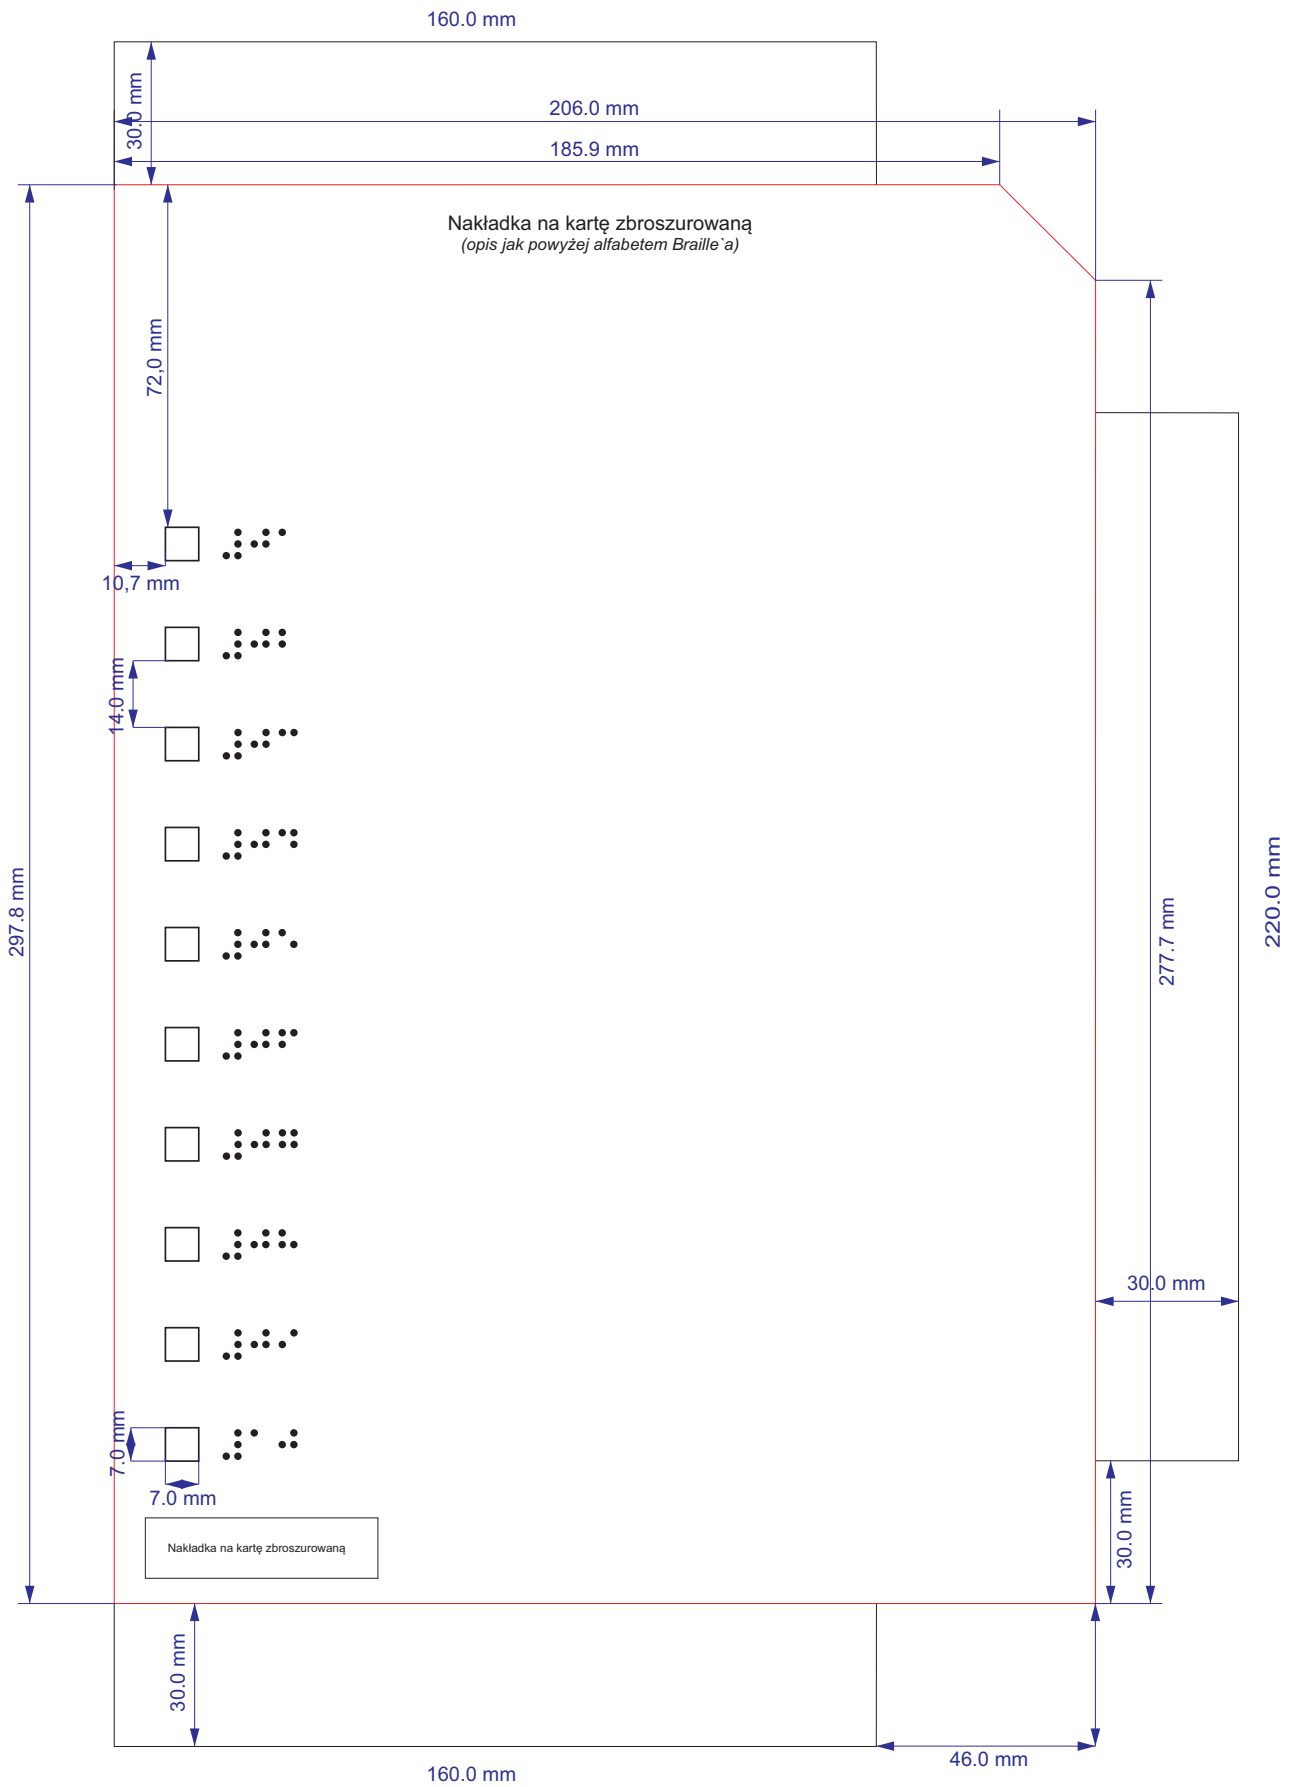 160.0 mm
30.0 mm
206.0 mm
185.9 mm
Nakładka na kartę zbroszurowaną
(opis jak powyżej alfabetem Braille`a)
72,0 mm
⠼⠚⠁
10,7 mm
⠼⠚⠃
14.0 mm
⠼⠚⠉
⠼⠚⠙
220.0 mm
297.8 mm
⠼⠚⠑
277.7 mm
⠼⠚⠋
⠼⠚⠛
⠼⠚⠓
30.0 mm
⠼⠚⠊
7.0 mm
⠼⠁⠚
7.0 mm
30.0 mm
Nakładka na kartę zbroszurowaną
30.0 mm
46.0 mm
160.0 mm